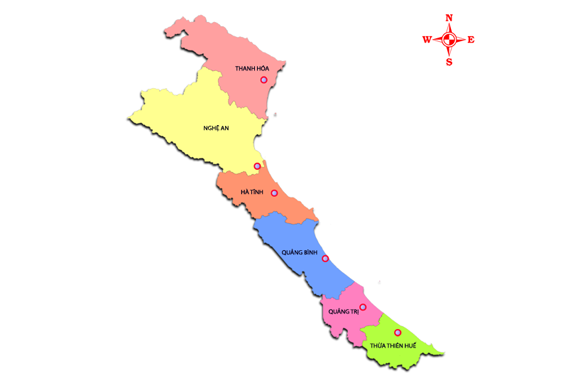 N
W E
S
THANH HÓA
NGHỆ AN
HÀ TĨNH
QUẢNG BÌNH
QUẢNG TRỊ
THỪA THIÊN HUẾ